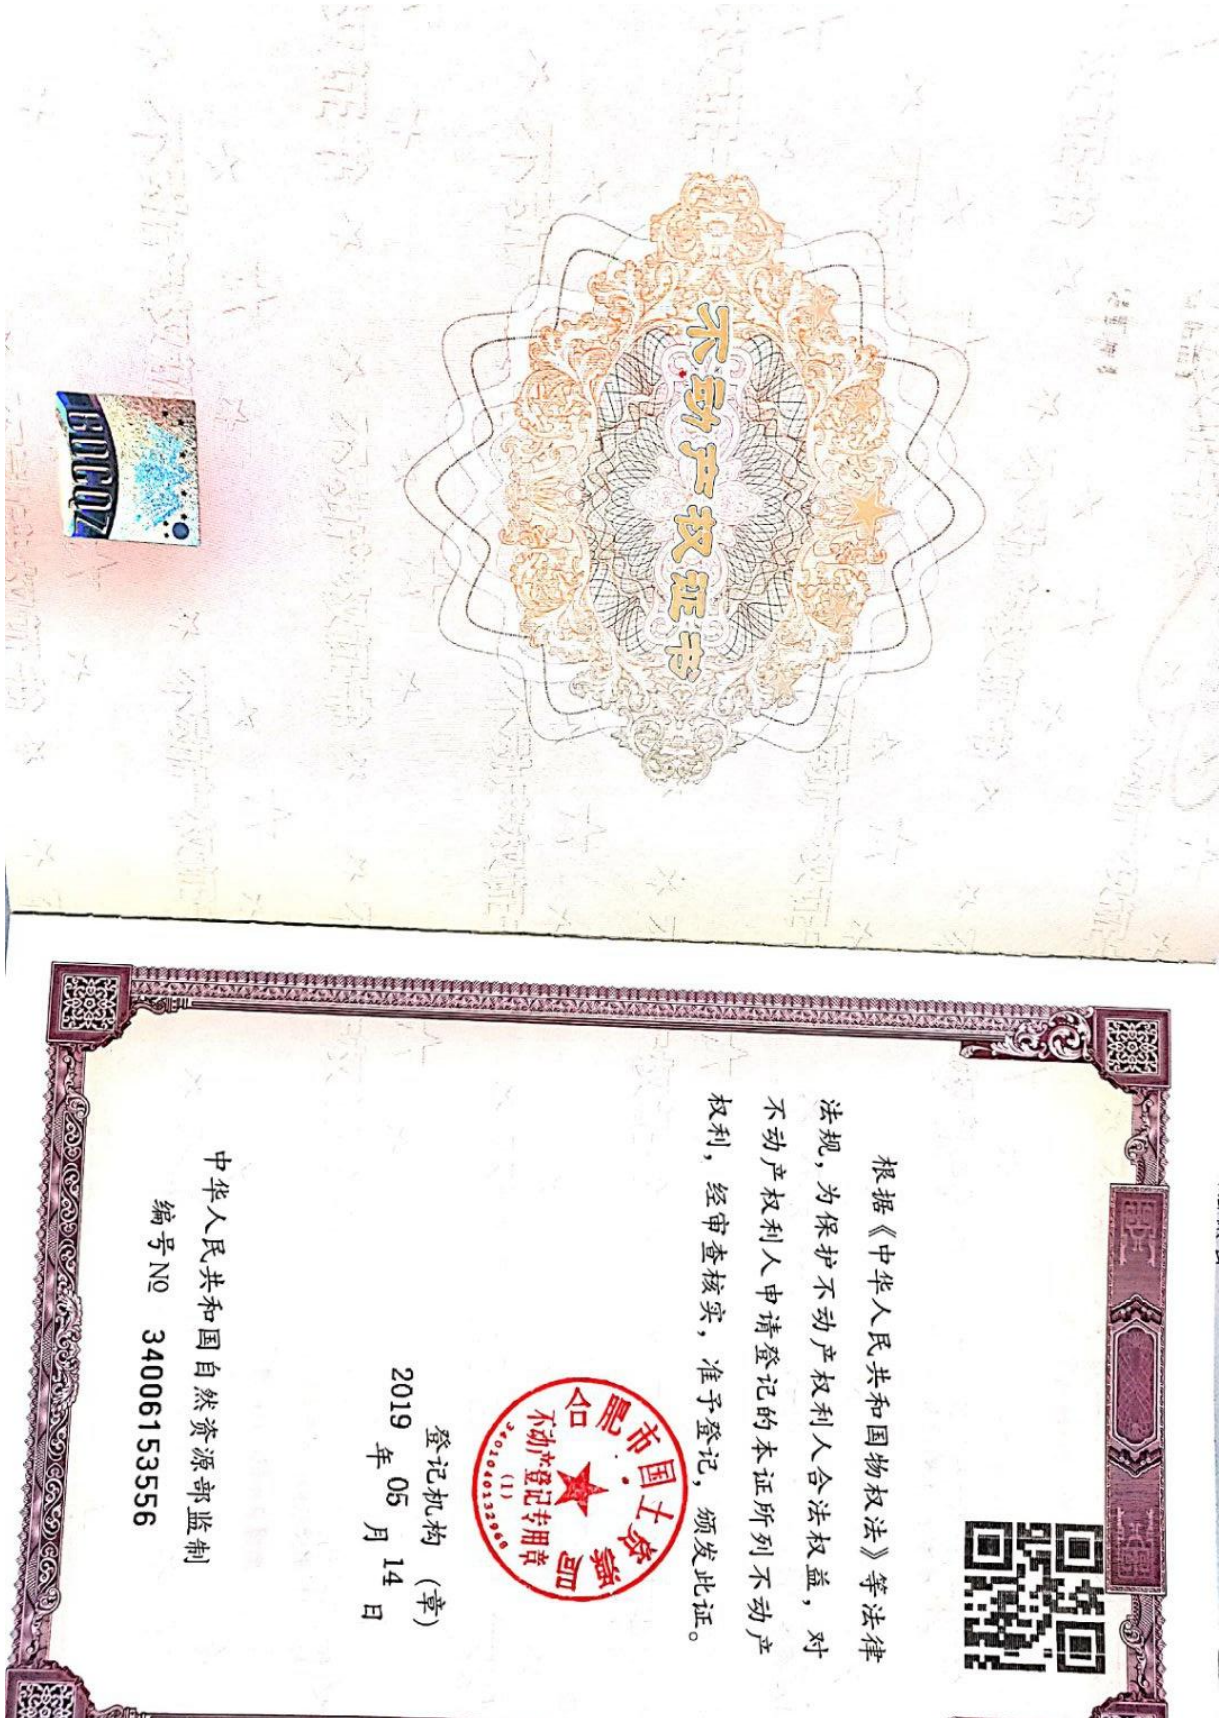 不动产权证书
BDCQZ
根据《中华人民共和国物权法》等法律
法规，为保护不动产权利人合法权益，对
不动产权利人申请登记的本证所列不动产
权利，经审查核实，准予登记，颁发此证。
合肥市国土资源局
不动产登记专用章
(1)
3401040132968
登记机构（章）
2019 年 05 月 14 日
中华人民共和国自然资源部监制
编号№ 34006153556